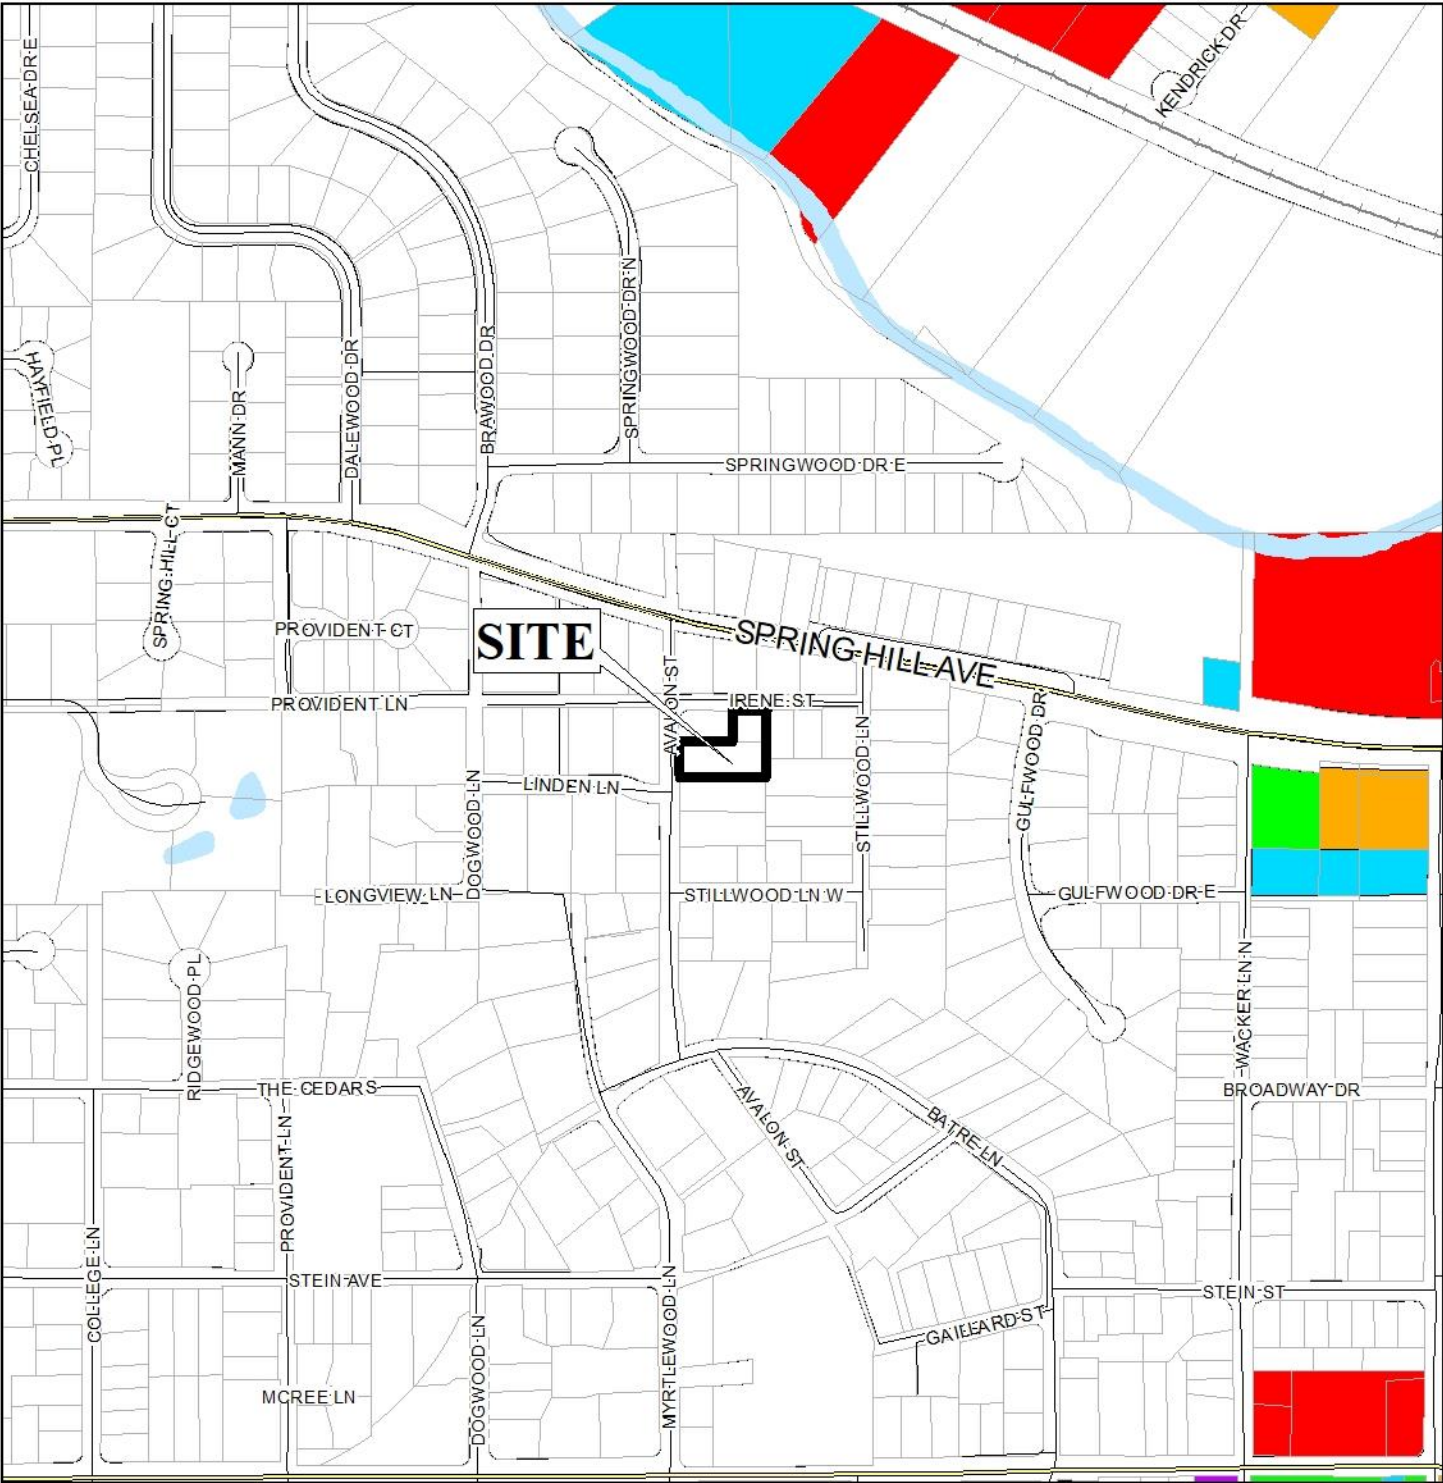 CHELSEA DR E
KENDRICK DR
HAYFIELD PL
MANN DR
DALEWOOD DR
BRAWOOD DR
SPRINGWOOD DR N
SPRINGWOOD DR E
SPRING HILL CT
PROVIDENT CT
SITE
SPRING HILL AVE
AVALON ST
IRENE ST
PROVIDENT LN
LINDEN LN
DOGWOOD LN
STILLWOOD LN
GULFWOOD DR
LONGVIEW LN
STILLWOOD LN W
GULFWOOD DR E
RIDGEWOOD PL
WACKER LN N
THE CEDARS
BROADWAY DR
AVALON ST
BATRE LN
PROVIDENT LN
COLLEGE LN
STEIN AVE
STEIN ST
GAILLARD ST
DOGWOOD LN
MYRTLEWOOD LN
MCREE LN